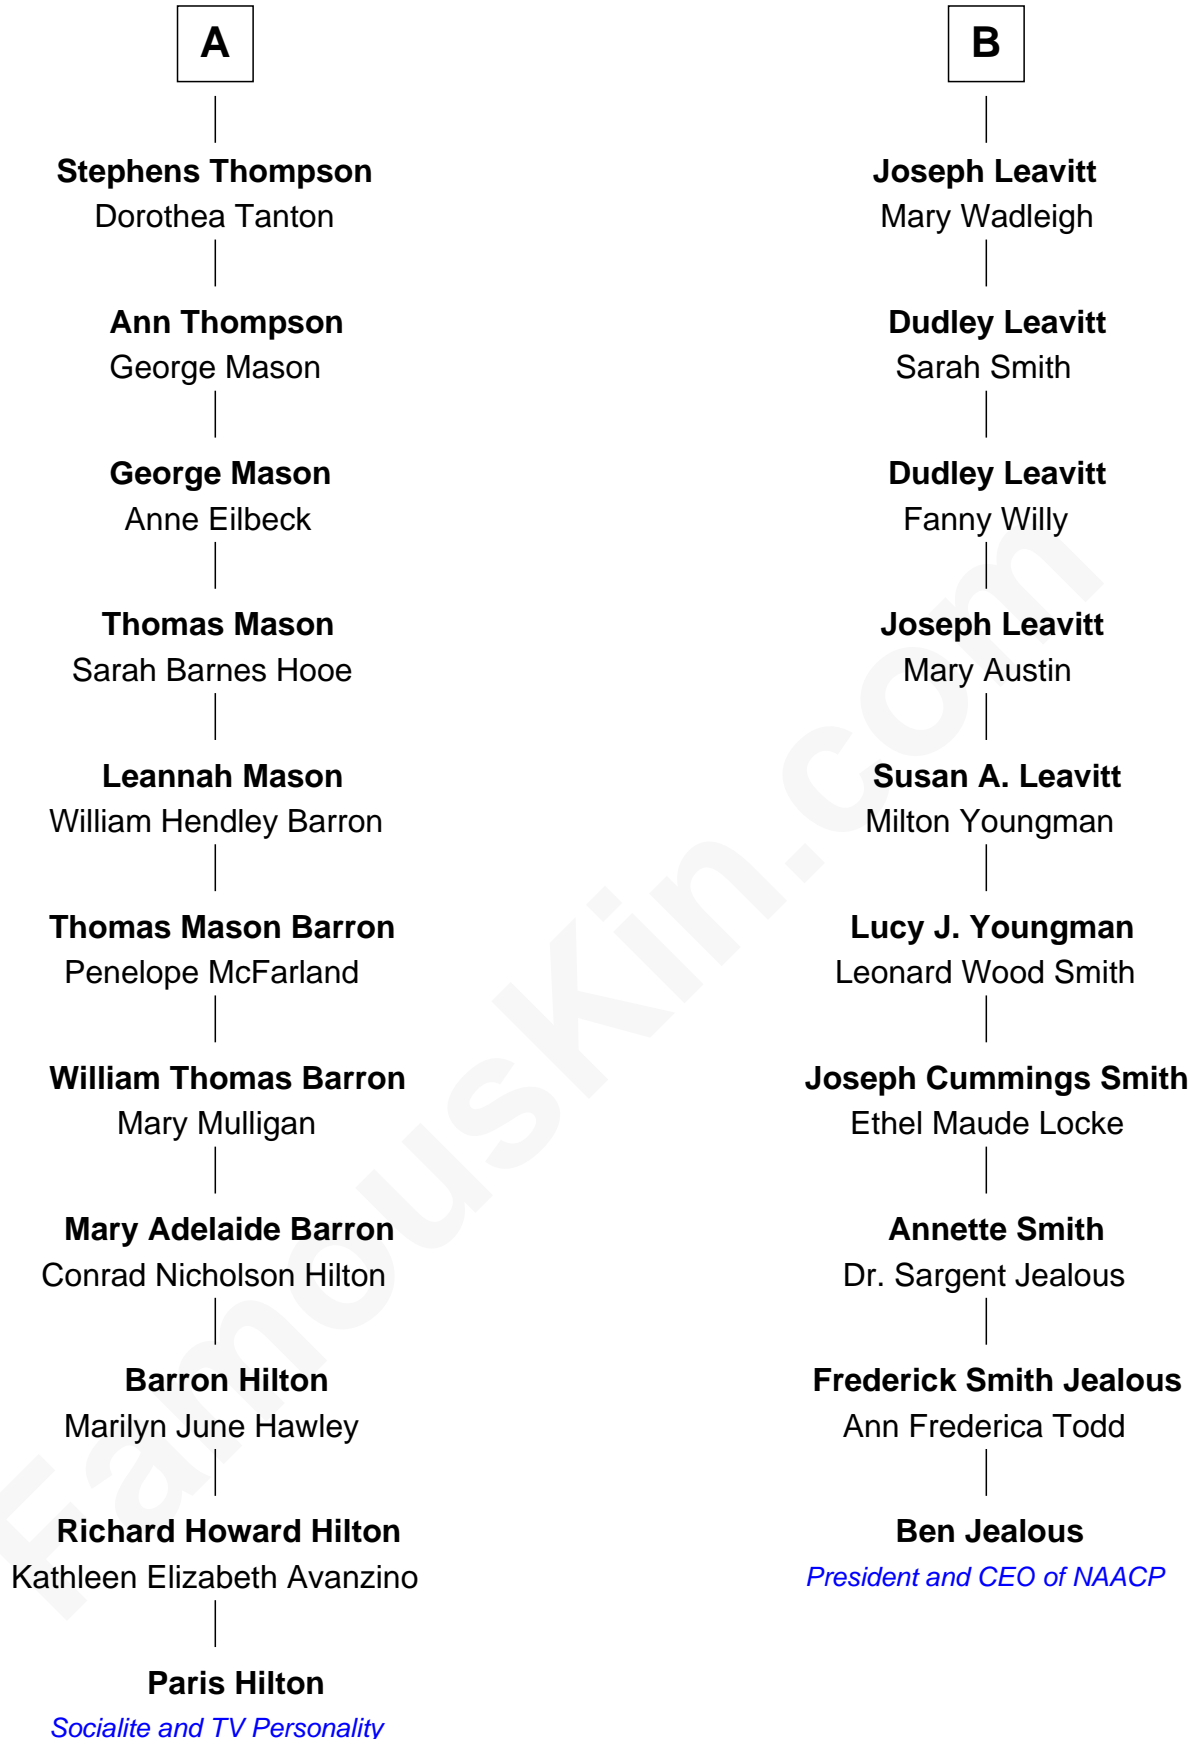 A
Stephens Thompson
Dorothea Tanton
Ann Thompson
George Mason
George Mason
Anne Eilbeck
Thomas Mason
Sarah Barnes Hooe
Leannah Mason
William Hendley Barron
Thomas Mason Barron
Penelope McFarland
William Thomas Barron
Mary Mulligan
Mary Adelaide Barron
Conrad Nicholson Hilton
Barron Hilton
Marilyn June Hawley
Richard Howard Hilton
Kathleen Elizabeth Avanzino
Paris Hilton
Socialite and TV Personality
B
Joseph Leavitt
Mary Wadleigh
Dudley Leavitt
Sarah Smith
Dudley Leavitt
Fanny Willy
Joseph Leavitt
Mary Austin
Susan A. Leavitt
Milton Youngman
Lucy J. Youngman
Leonard Wood Smith
Joseph Cummings Smith
Ethel Maude Locke
Annette Smith
Dr. Sargent Jealous
Frederick Smith Jealous
Ann Frederica Todd
Ben Jealous
President and CEO of NAACP
FamousKin.com